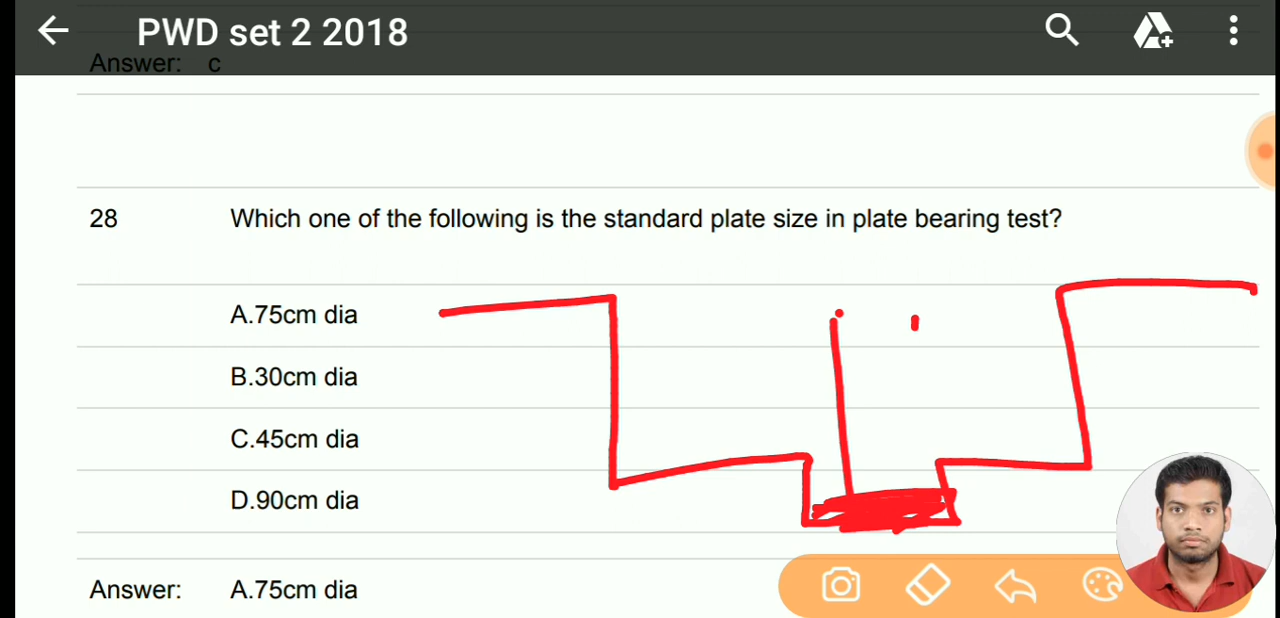 PWD set 2 2018
Answer: c
28 Which one of the following is the standard plate size in plate bearing test?
A.75cm dia
B.30cm dia
C.45cm dia
D.90cm dia
Answer: A.75cm dia